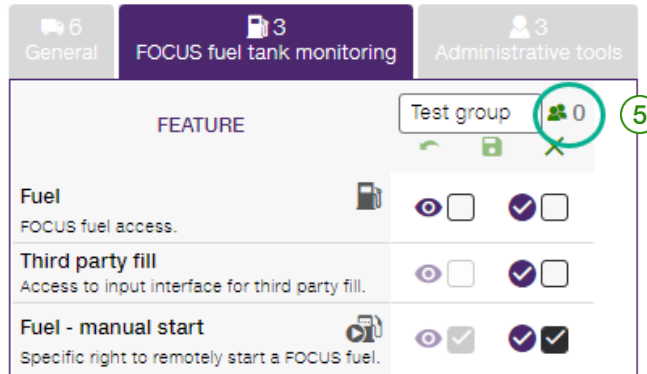 6
General
3
FOCUS fuel tank monitoring
3
Administrative tools
FEATURE
Test group
0
5
Fuel
FOCUS fuel access.
Third party fill
Access to input interface for third party fill.
Fuel - manual start
Specific right to remotely start a FOCUS fuel.